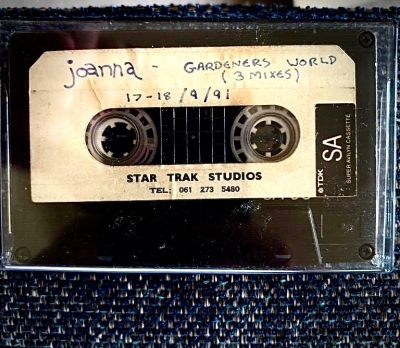 joanna - GARDENERS WORLD
(3 MIXES)
17-18/9/91
STAR TRAK STUDIOS
TEL: 061 273 5480
TDK SA SUPER AVILYN CASSETTE